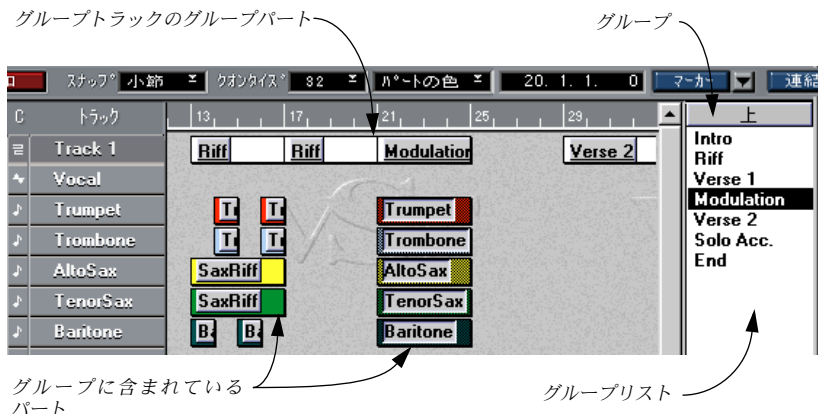 グループトラックのグループパート
グループ
スナップ 小節 クオンタイズ 32 パートの色 20. 1. 1. 0 マーカー 連結
C トラック 13 17 21 25 29 上
Track 1 Riff Riff Modulation Verse 2
Vocal
Trumpet Trumpet
Trombone Trombone
AltoSax SaxRiff AltoSax
TenorSax SaxRiff TenorSax
Baritone Baritone
Intro
Riff
Verse 1
Modulation
Verse 2
Solo Acc.
End
グループに含まれている
パート
グループリスト